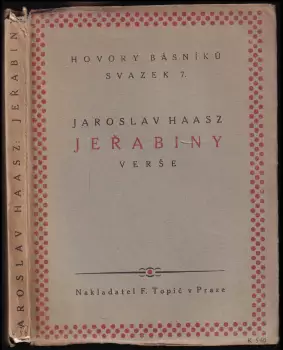 HOVORY BÁSNÍKŮ
SVAZEK 7.
JAROSLAV HAASZ
JEŘABINY
VERŠE
Nakladatel F. Topič v Praze
JAROSLAV HAASZ: JEŘABINY